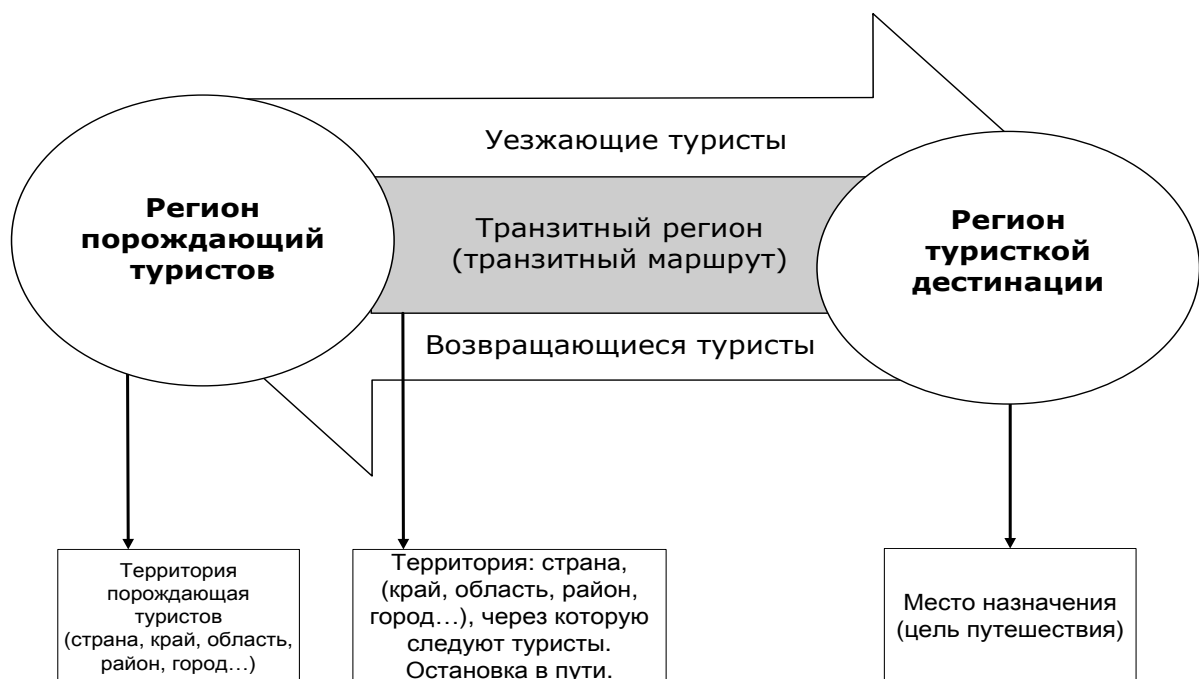 Уезжающие туристы
Регион
порождающий
туристов
Транзитный регион
(транзитный маршрут)
Регион
туристкой
дестинации
Возвращающиеся туристы
Территория
порождающая
туристов
(страна, край, область,
район, город...)
Территория: страна,
(край, область, район,
город...), через которую
следуют туристы.
Остановка в пути.
Место назначения
(цель путешествия)